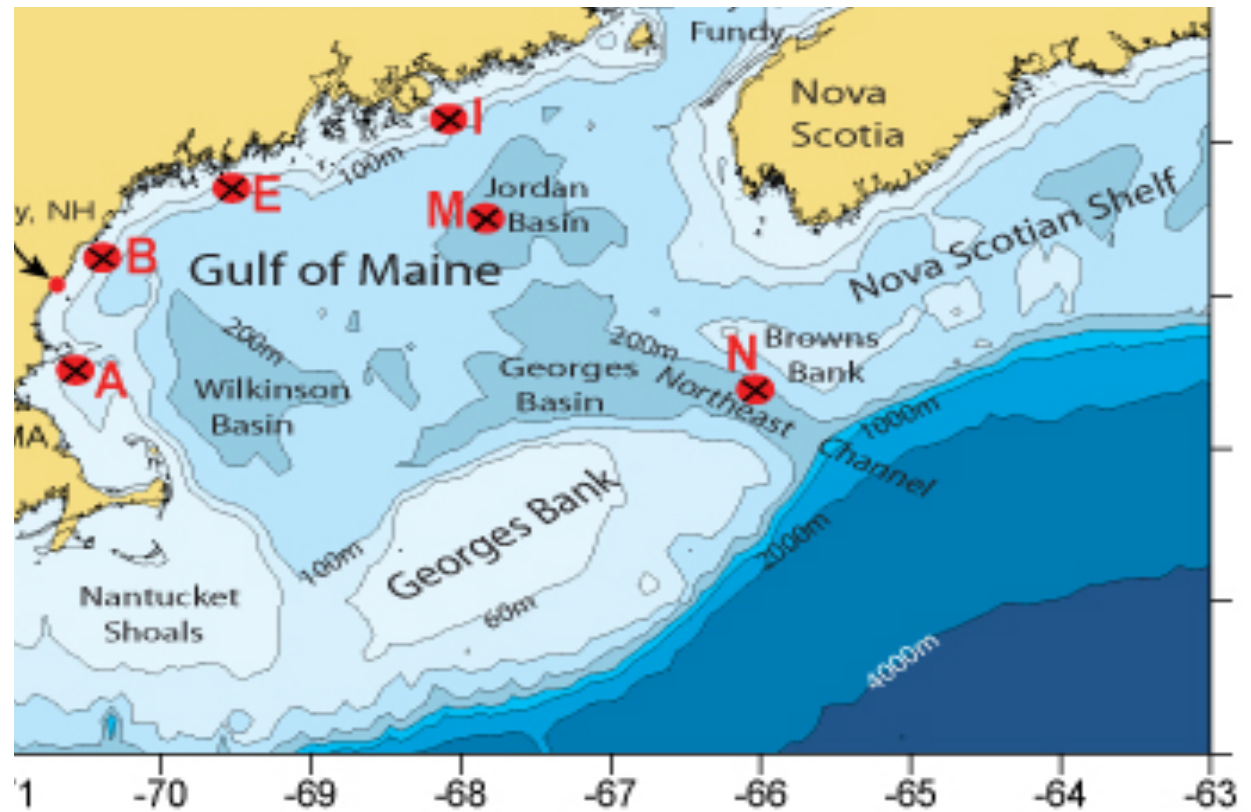 Fundy
Nova
Scotia
I
100m
E
Jordan
Basin
M
y, NH
B
Gulf of Maine
Nova Scotian Shelf
200m
200m
N
Browns
Bank
A
Wilkinson
Basin
Georges
Basin
Northeast
Channel
1000m
MA
Georges Bank
2000m
100m
Nantucket
Shoals
60m
4000m
1 -70 -69 -68 -67 -66 -65 -64 -63